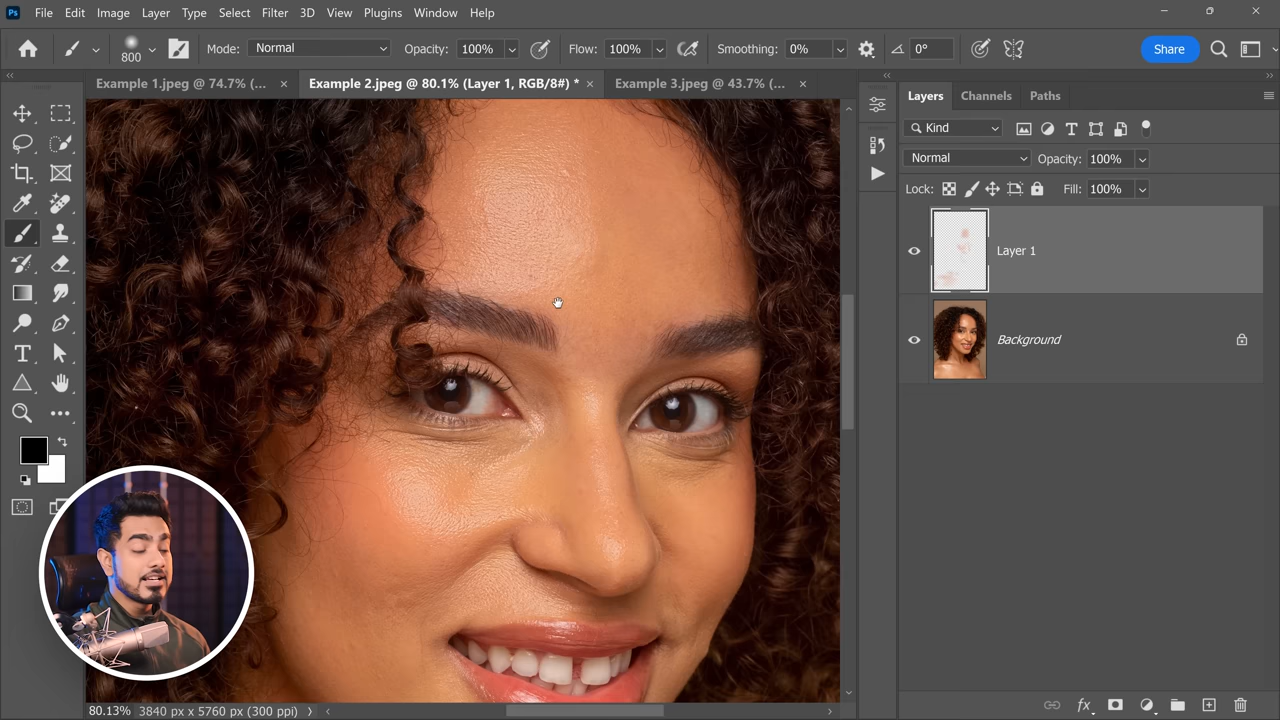 Ps File Edit Image Layer Type Select Filter 3D View Plugins Window Help
800 Mode: Normal Opacity: 100% Flow: 100% Smoothing: 0% 0° Share
Example 1.jpeg @ 74.7% (... Example 2.jpeg @ 80.1% (Layer 1, RGB/8#) * Example 3.jpeg @ 43.7% (...
Layers Channels Paths
Kind
Normal Opacity: 100%
Lock: Fill: 100%
Layer 1
Background
80.13% 3840 px x 5760 px (300 ppi)
fx